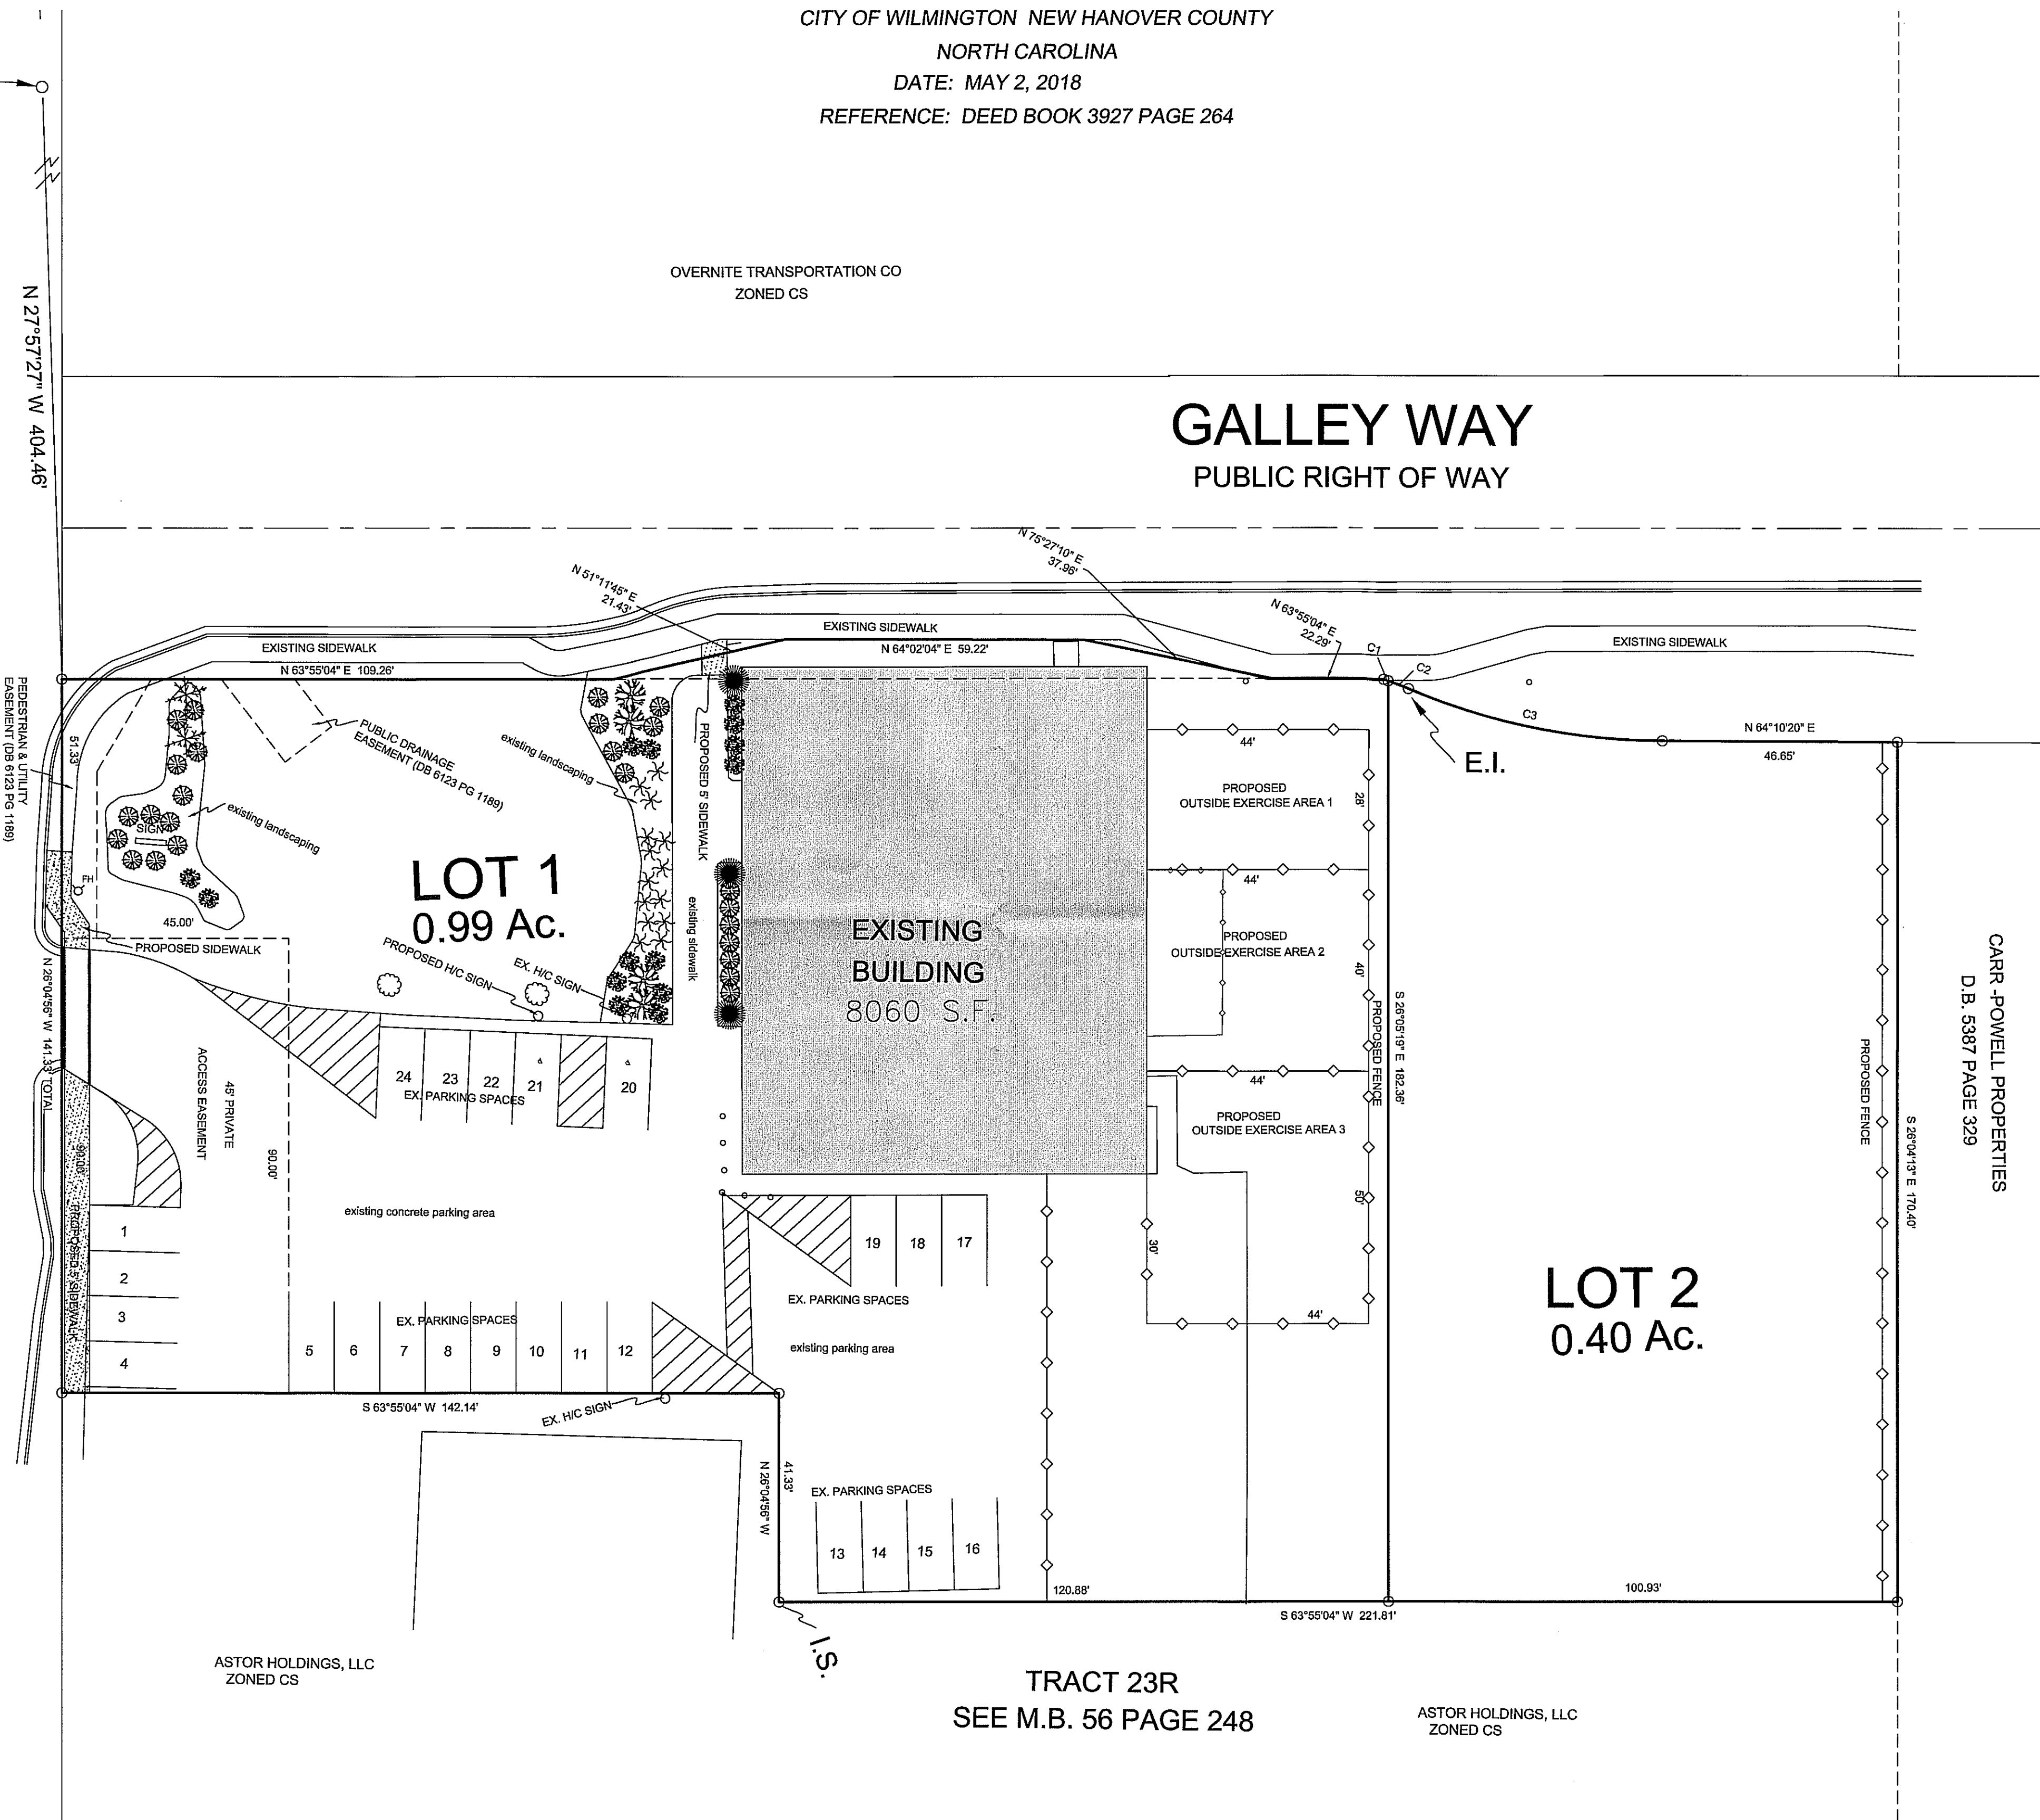 CITY OF WILMINGTON NEW HANOVER COUNTY
NORTH CAROLINA
DATE: MAY 2, 2018
REFERENCE: DEED BOOK 3927 PAGE 264
N 27°57'27" W 404.46'
OVERNITE TRANSPORTATION CO
ZONED CS
GALLEY WAY
PUBLIC RIGHT OF WAY
N 51°11'45" E
21.43'
N 75°27'10" E
37.96'
N 63°55'04" E
22.29'
EXISTING SIDEWALK
EXISTING SIDEWALK
EXISTING SIDEWALK
N 63°55'04" E 109.26'
N 64°02'04" E 59.22'
C1
C2
C3
E.I.
N 64°10'20" E
46.65'
PEDESTRIAN & UTILITY
EASEMENT (DB 6123 PG 1189)
51.33'
PUBLIC DRAINAGE
EASEMENT (DB 6123 PG 1189)
existing landscaping
existing landscaping
SIGN
FH
45.00'
PROPOSED SIDEWALK
LOT 1
0.99 Ac.
PROPOSED H/C SIGN
EX. H/C SIGN
PROPOSED 5' SIDEWALK
existing sidewalk
EXISTING
BUILDING
8060 S.F.
44'
PROPOSED
OUTSIDE EXERCISE AREA 1
28'
44'
PROPOSED
OUTSIDE EXERCISE AREA 2
40'
44'
PROPOSED
OUTSIDE EXERCISE AREA 3
50'
30'
44'
PROPOSED FENCE
S 26°05'19" E 182.36'
PROPOSED FENCE
S 26°04'13" E 170.40'
CARR -POWELL PROPERTIES
D.B. 5387 PAGE 329
N 26°04'56" W 141.33' TOTAL
90.00'
PROPOSED 5' SIDEWALK
45' PRIVATE
ACCESS EASEMENT
90.00'
24 23 22 21 20
EX. PARKING SPACES
existing concrete parking area
1
2
3
4
EX. PARKING SPACES
5 6 7 8 9 10 11 12
19 18 17
EX. PARKING SPACES
existing parking area
LOT 2
0.40 Ac.
S 63°55'04" W 142.14'
EX. H/C SIGN
N 26°04'56" W
41.33'
EX. PARKING SPACES
13 14 15 16
120.88'
100.93'
S 63°55'04" W 221.81'
I.S.
ASTOR HOLDINGS, LLC
ZONED CS
TRACT 23R
SEE M.B. 56 PAGE 248
ASTOR HOLDINGS, LLC
ZONED CS